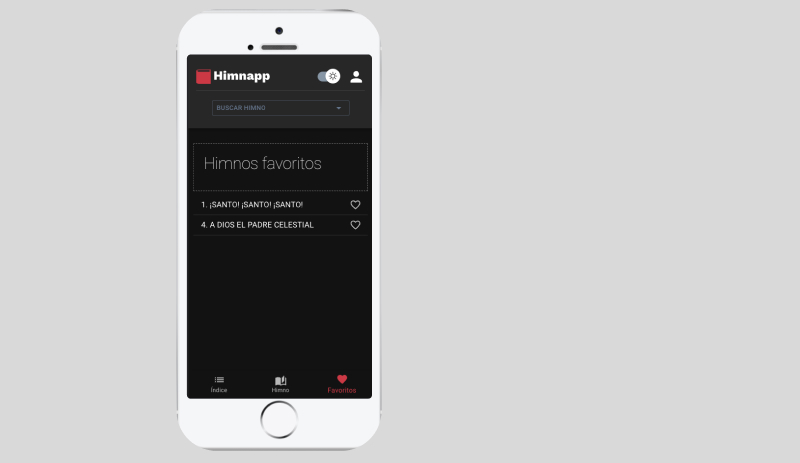 Himnapp
BUSCAR HIMNO
Himnos favoritos
1. ¡SANTO! ¡SANTO! ¡SANTO!
4. A DIOS EL PADRE CELESTIAL
Índice
Himno
Favoritos